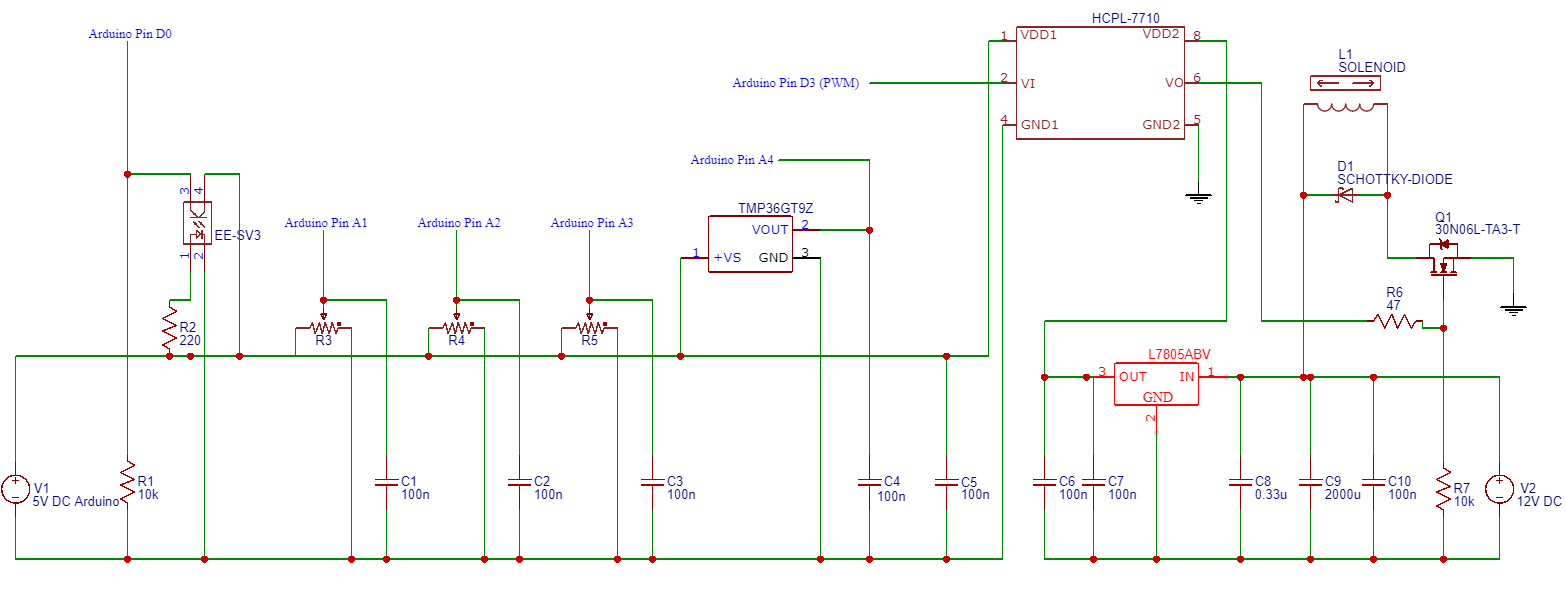 HCPL-7710
Arduino Pin D0
1 VDD1 VDD2 8
Arduino Pin D3 (PWM) 2 VI VO 6
4 GND1 GND2 5
L1
SOLENOID
Arduino Pin A4
D1
SCHOTTKY-DIODE
3 4
EE-SV3
1 2
Arduino Pin A1
Arduino Pin A2
Arduino Pin A3
TMP36GT9Z
VOUT 2
1 +VS GND 3
Q1
30N06L-TA3-T
R6
47
R2
220
R3
R4
R5
L7805ABV
3 OUT IN 1
GND
2
V1
5V DC Arduino
R1
10k
C1
100n
C2
100n
C3
100n
C4
100n
C5
100n
C6
100n
C7
100n
C8
0.33u
C9
2000u
C10
100n
R7
10k
V2
12V DC